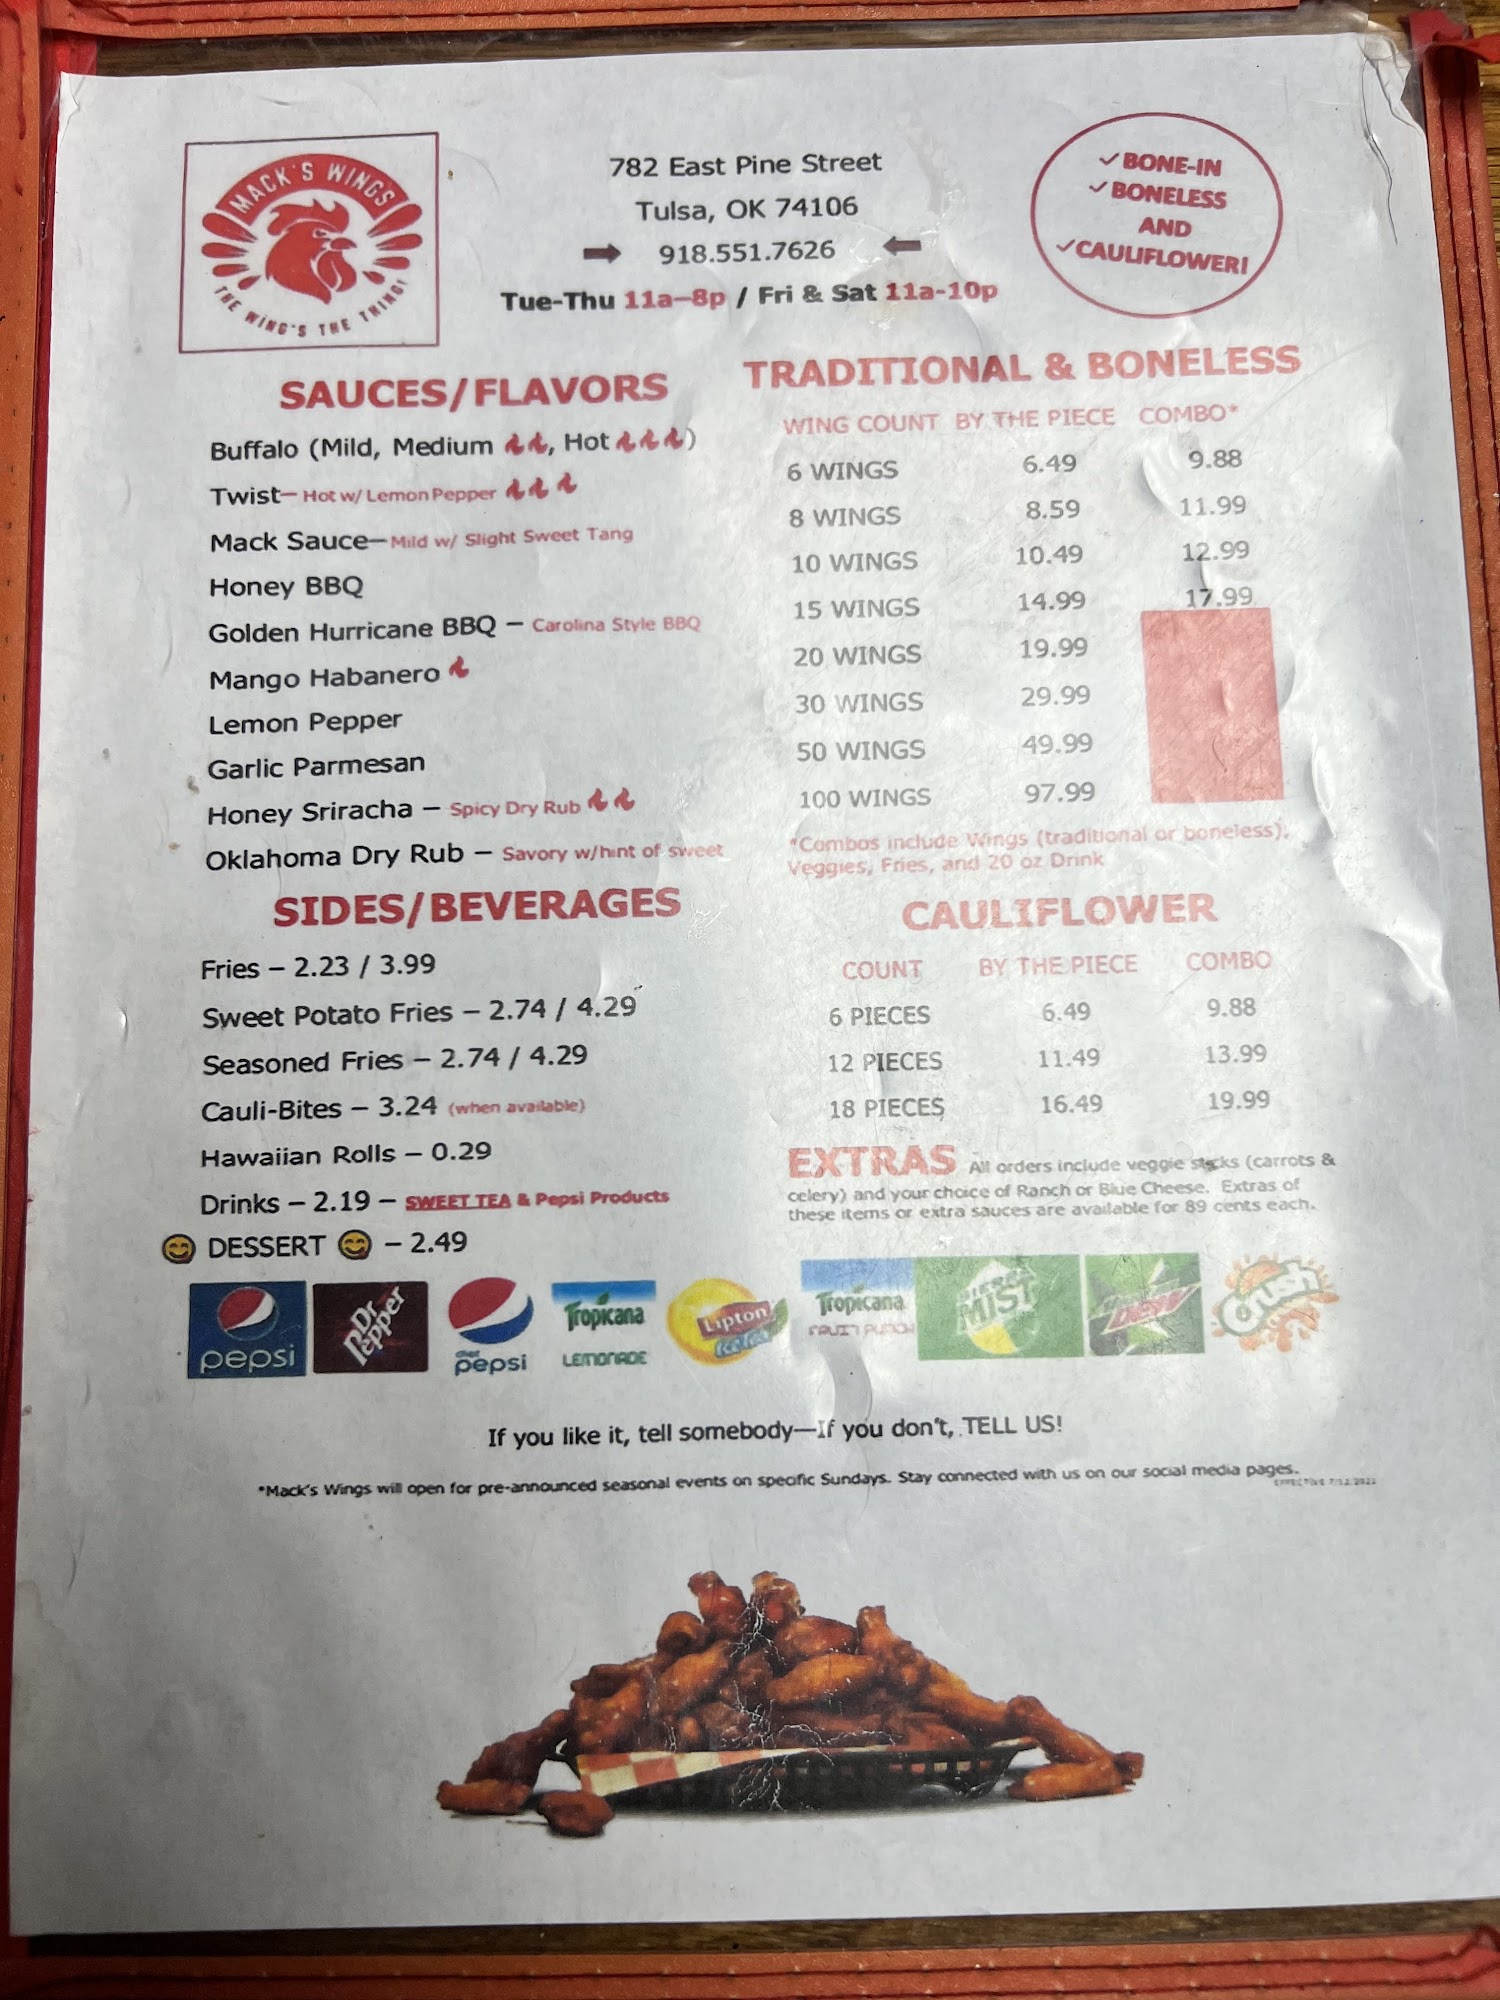 MACK'S WINGS
THE WING'S THE THING!
782 East Pine Street
Tulsa, OK 74106
918.551.7626
Tue-Thu 11a-8p / Fri & Sat 11a-10p
✓BONE-IN
✓BONELESS
AND
✓CAULIFLOWER!
SAUCES/FLAVORS
Buffalo (Mild, Medium, Hot)
Twist— Hot w/ Lemon Pepper
Mack Sauce—Mild w/ Slight Sweet Tang
Honey BBQ
Golden Hurricane BBQ – Carolina Style BBQ
Mango Habanero
Lemon Pepper
Garlic Parmesan
Honey Sriracha – Spicy Dry Rub
Oklahoma Dry Rub – Savory w/hint of sweet
TRADITIONAL & BONELESS
WING COUNT BY THE PIECE COMBO*
6 WINGS 6.49 9.88
8 WINGS 8.59 11.99
10 WINGS 10.49 12.99
15 WINGS 14.99 17.99
20 WINGS 19.99
30 WINGS 29.99
50 WINGS 49.99
100 WINGS 97.99
*Combos include Wings (traditional or boneless),
Veggies, Fries, and 20 oz Drink
SIDES/BEVERAGES
Fries – 2.23 / 3.99
Sweet Potato Fries – 2.74 / 4.29
Seasoned Fries – 2.74 / 4.29
Cauli-Bites – 3.24 (when available)
Hawaiian Rolls – 0.29
Drinks – 2.19 – SWEET TEA & Pepsi Products
😋 DESSERT 😋 – 2.49
CAULIFLOWER
COUNT BY THE PIECE COMBO
6 PIECES 6.49 9.88
12 PIECES 11.49 13.99
18 PIECES 16.49 19.99
EXTRAS All orders include veggie sticks (carrots &
celery) and your choice of Ranch or Blue Cheese. Extras of
these items or extra sauces are available for 89 cents each.
pepsi
Dr Pepper
diet pepsi
Tropicana
LEMONADE
Lipton
Iced Tea
Tropicana
FRUIT PUNCH
MIST
DEW
Crush
If you like it, tell somebody—If you don't, TELL US!
*Mack's Wings will open for pre-announced seasonal events on specific Sundays. Stay connected with us on our social media pages.